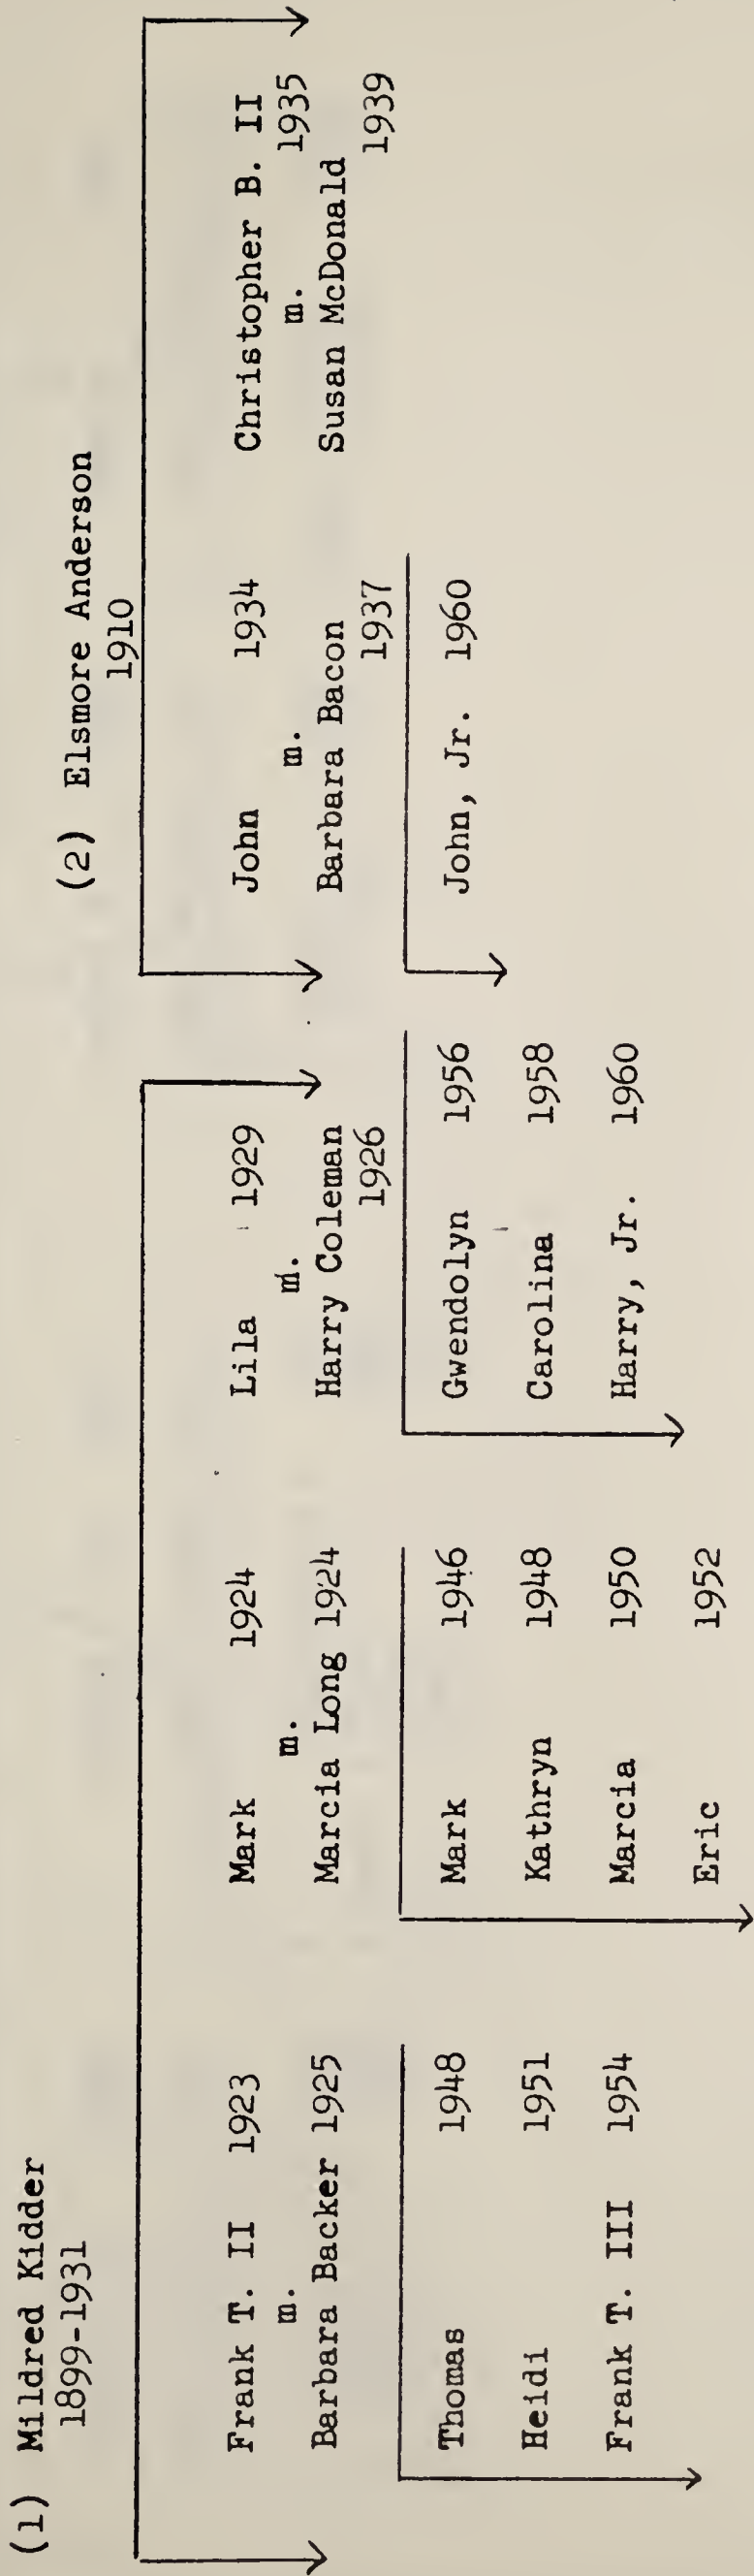 (1) Mildred Kidder
1899-1931
Frank T. II 1923
m.
Barbara Backer 1925
Thomas 1948
Heidi 1951
Frank T. III 1954
Mark 1924
m.
Marcia Long 1924
Mark 1946
Kathryn 1948
Marcia 1950
Eric 1952
Lila 1929
m.
Harry Coleman
1926
Gwendolyn 1956
Carolina 1958
Harry, Jr. 1960
(2) Elsmore Anderson
1910
John 1934
m.
Barbara Bacon
1937
John, Jr. 1960
Christopher B. II
1935
m.
Susan McDonald
1939